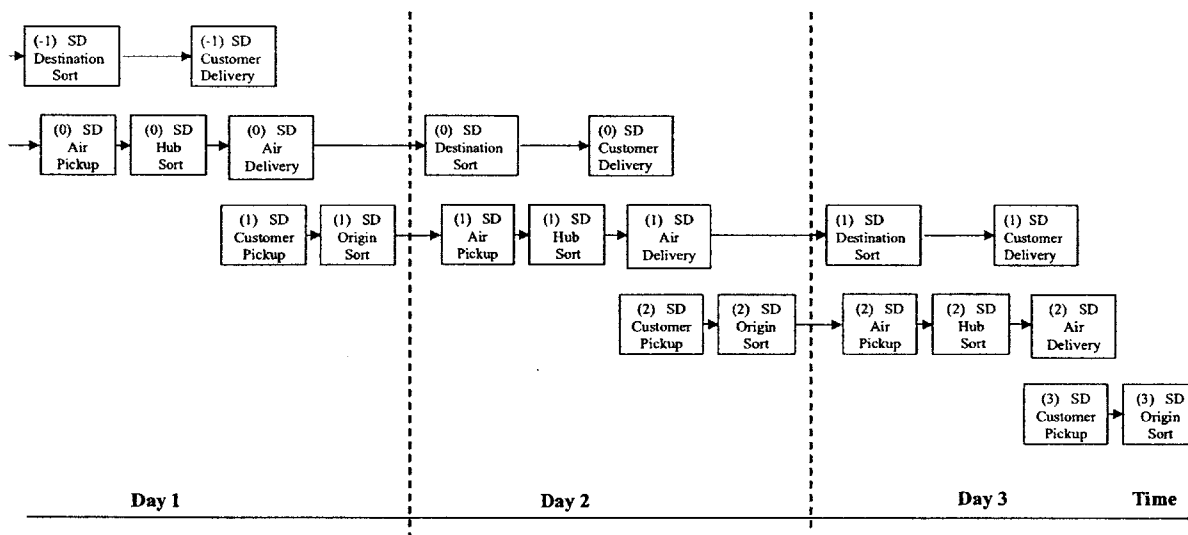 (-1) SD
Destination
Sort
(-1) SD
Customer
Delivery
(0) SD
Air
Pickup
(0) SD
Hub
Sort
(0) SD
Air
Delivery
(0) SD
Destination
Sort
(0) SD
Customer
Delivery
(1) SD
Customer
Pickup
(1) SD
Origin
Sort
(1) SD
Air
Pickup
(1) SD
Hub
Sort
(1) SD
Air
Delivery
(1) SD
Destination
Sort
(1) SD
Customer
Delivery
(2) SD
Customer
Pickup
(2) SD
Origin
Sort
(2) SD
Air
Pickup
(2) SD
Hub
Sort
(2) SD
Air
Delivery
(3) SD
Customer
Pickup
(3) SD
Origin
Sort
Day 1
Day 2
Day 3
Time